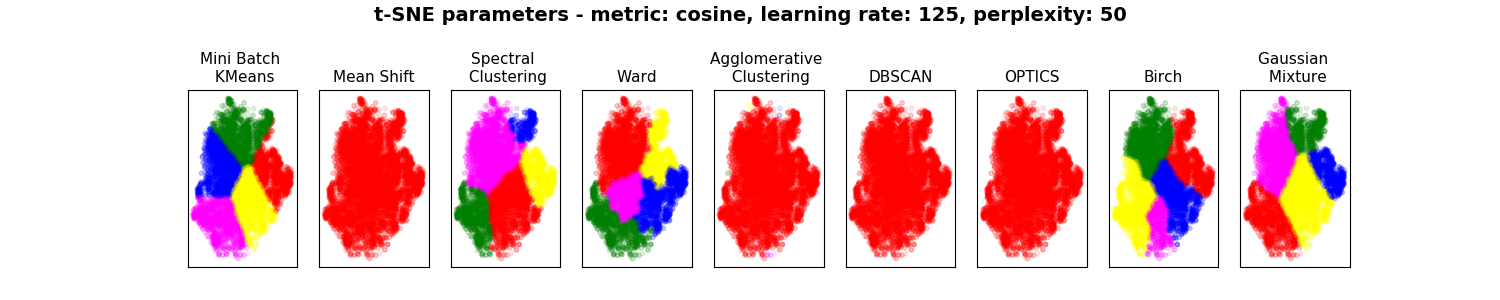 t-SNE parameters - metric: cosine, learning rate: 125, perplexity: 50
Mini Batch
KMeans
Mean Shift
Spectral
Clustering
Ward
Agglomerative
Clustering
DBSCAN
OPTICS
Birch
Gaussian
Mixture